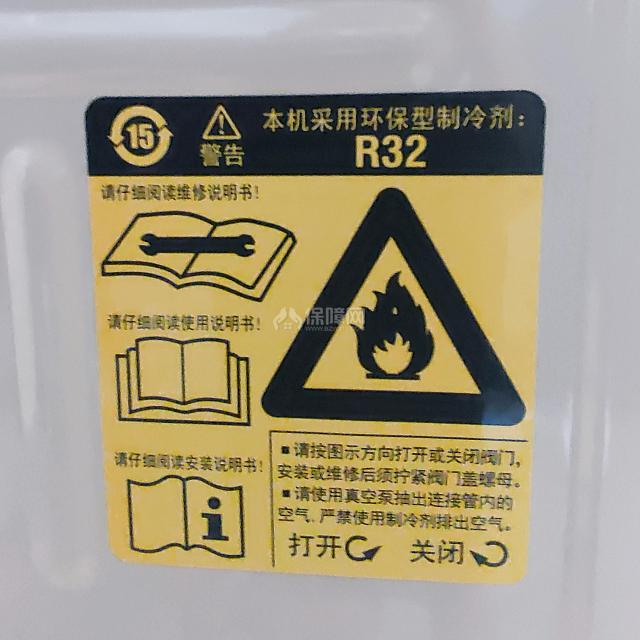 15
警告
本机采用环保型制冷剂：
R32
请仔细阅读维修说明书！
请仔细阅读使用说明书！
保障网
请仔细阅读安装说明书！
■请按图示方向打开或关闭阀门，
安装或维修后须拧紧阀门盖螺母。
■请使用真空泵抽出连接管内的
空气，严禁使用制冷剂排出空气。
打开 关闭